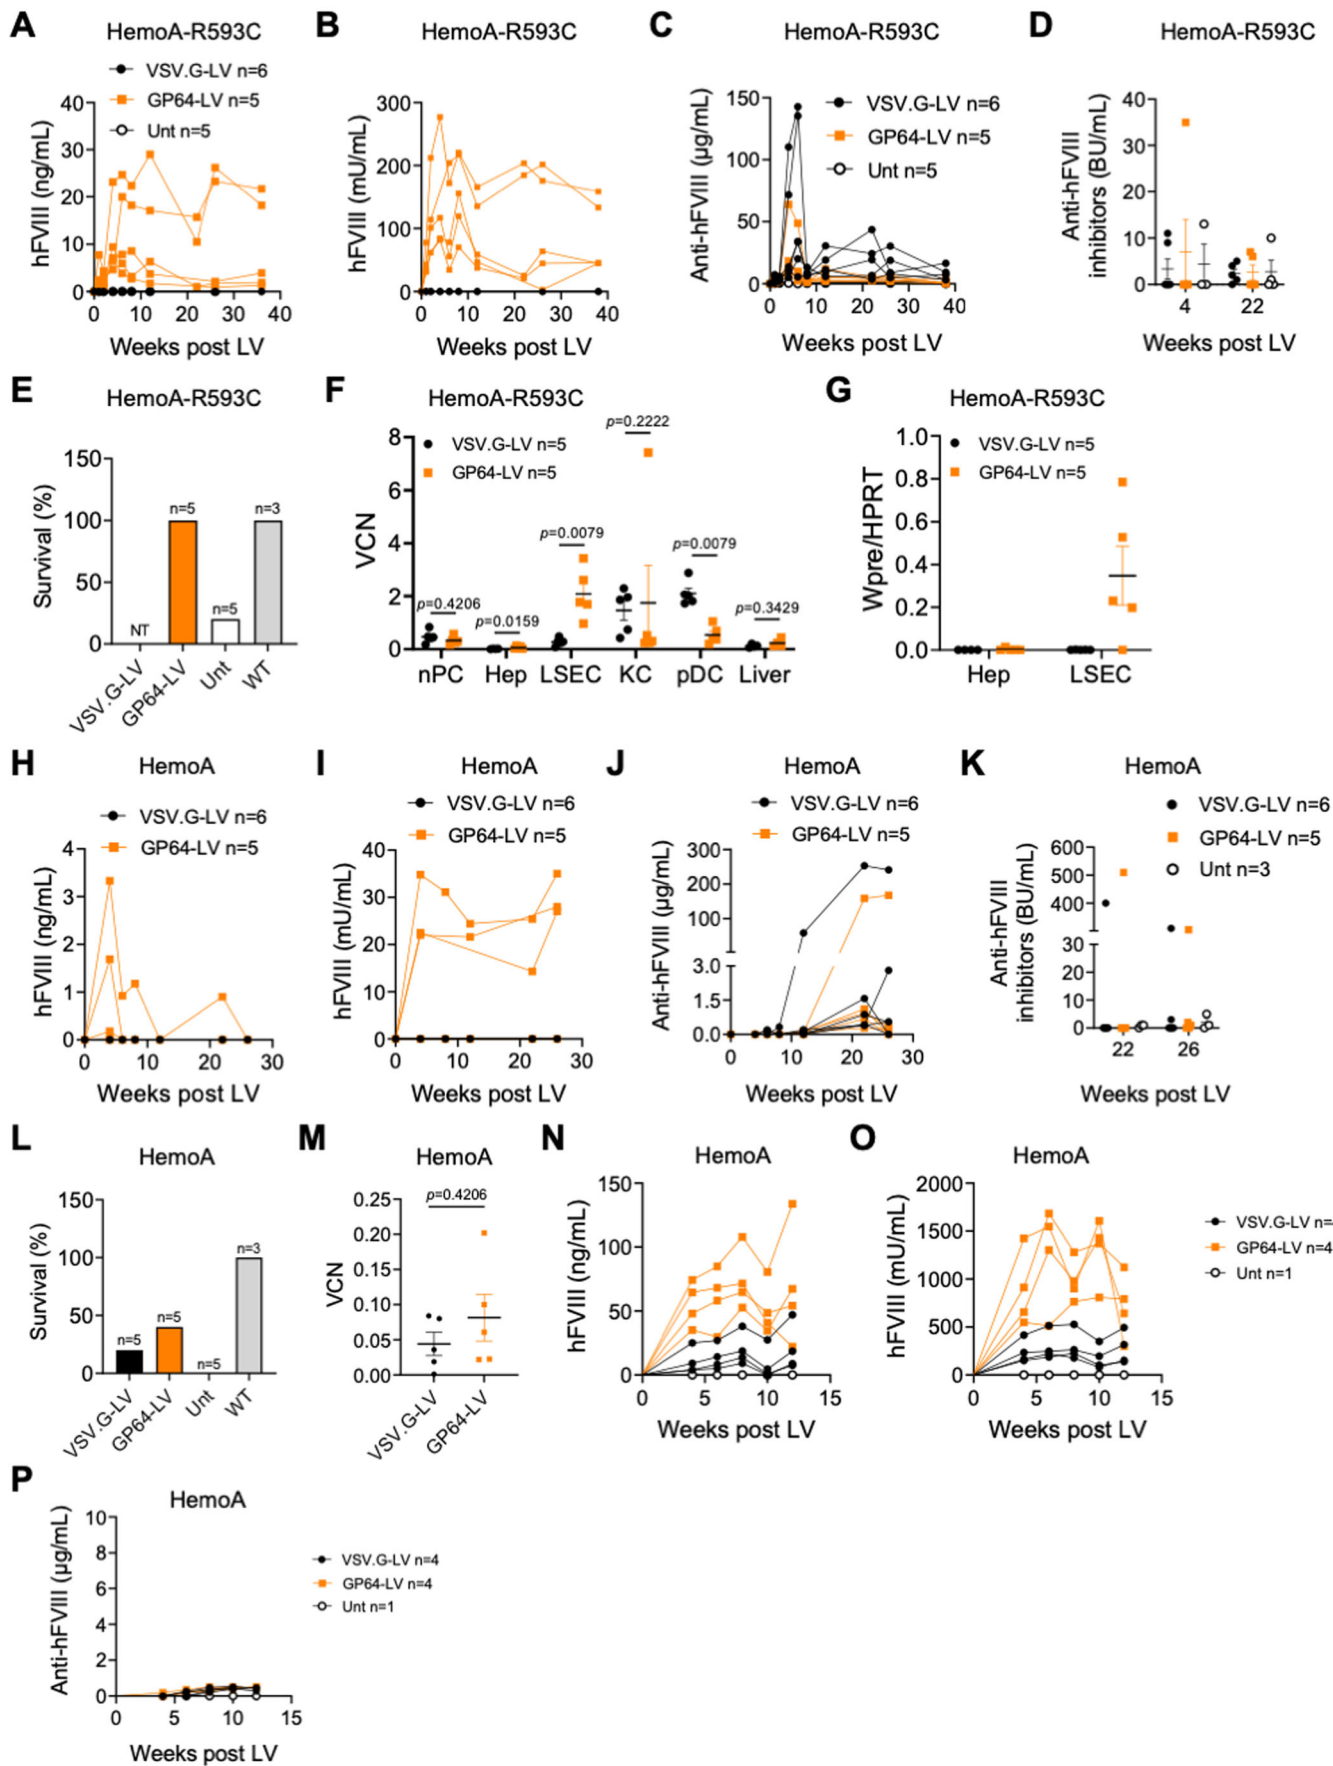 A
HemoA-R593C
VSV.G-LV n=6
GP64-LV n=5
Unt n=5
hFVIII (ng/mL)
40
30
20
10
0
0 10 20 30 40
Weeks post LV
B
HemoA-R593C
hFVIII (mU/mL)
300
200
100
0
0 10 20 30 40
Weeks post LV
C
HemoA-R593C
VSV.G-LV n=6
GP64-LV n=5
Unt n=5
Anti-hFVIII (µg/mL)
150
100
50
0
0 10 20 30 40
Weeks post LV
D
HemoA-R593C
Anti-hFVIII
inhibitors (BU/mL)
40
30
20
10
0
4 22
Weeks post LV
E
HemoA-R593C
Survival (%)
150
100
50
0
NT
n=5
n=5
n=3
VSV.G-LV
GP64-LV
Unt
WT
F
HemoA-R593C
VSV.G-LV n=5
GP64-LV n=5
VCN
8
6
4
2
0
p=0.4206
p=0.0159
p=0.0079
p=0.2222
p=0.0079
p=0.3429
nPC Hep LSEC KC pDC Liver
G
HemoA-R593C
VSV.G-LV n=5
GP64-LV n=5
Wpre/HPRT
1.0
0.8
0.6
0.4
0.2
0.0
Hep LSEC
H
HemoA
VSV.G-LV n=6
GP64-LV n=5
hFVIII (ng/mL)
4
2
1
0
0 10 20 30
Weeks post LV
I
HemoA
VSV.G-LV n=6
GP64-LV n=5
hFVIII (mU/mL)
40
30
20
10
0
0 10 20 30
Weeks post LV
J
HemoA
VSV.G-LV n=6
GP64-LV n=5
Anti-hFVIII (µg/mL)
300
200
100
3.0
1.5
0.0
0 10 20 30
Weeks post LV
K
HemoA
VSV.G-LV n=6
GP64-LV n=5
Unt n=3
Anti-hFVIII
inhibitors (BU/mL)
600
500
400
30
20
10
0
22 26
Weeks post LV
L
HemoA
Survival (%)
150
100
50
0
n=5
n=5
n=5
n=3
VSV.G-LV
GP64-LV
Unt
WT
M
HemoA
p=0.4206
VCN
0.25
0.20
0.15
0.10
0.05
0.00
VSV.G-LV
GP64-LV
N
HemoA
hFVIII (ng/mL)
150
100
50
0
0 5 10 15
Weeks post LV
O
HemoA
hFVIII (mU/mL)
2000
1500
1000
500
0
0 5 10 15
Weeks post LV
VSV.G-LV n=
GP64-LV n=4
Unt n=1
P
HemoA
Anti-hFVIII (µg/mL)
10
8
6
4
2
0
0 5 10 15
Weeks post LV
VSV.G-LV n=4
GP64-LV n=4
Unt n=1